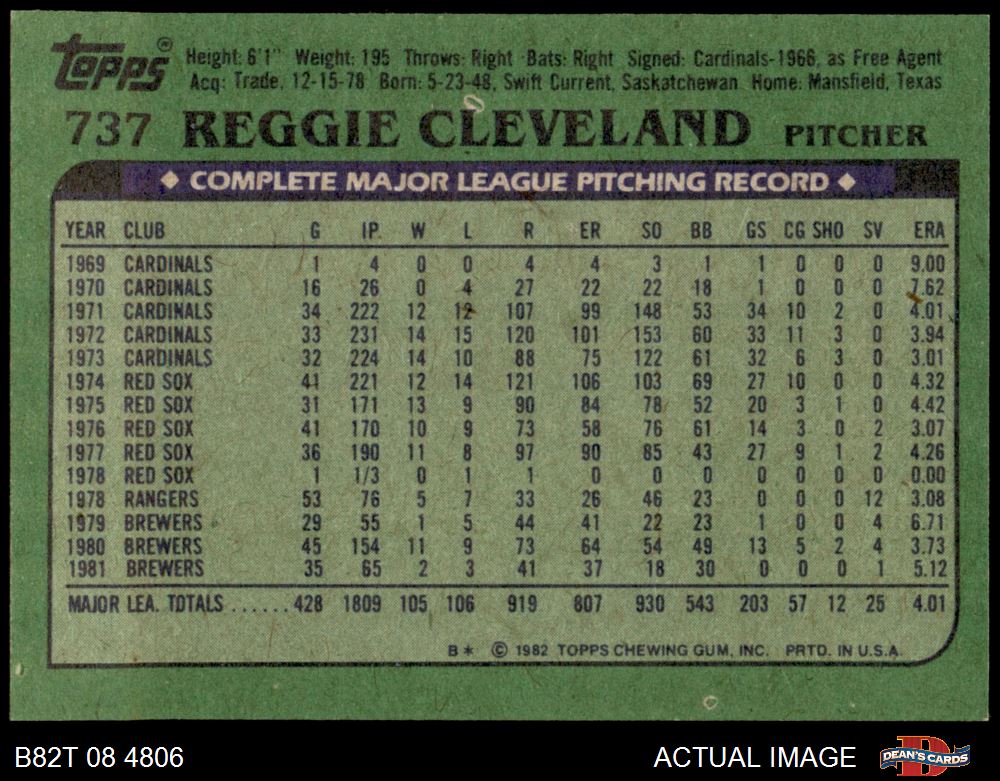 Topps® Height: 6'1" Weight: 195 Throws: Right Bats: Right Signed: Cardinals-1966, as Free Agent
Acq: Trade, 12-15-78 Born: 5-23-48, Swift Current, Saskatchewan Home: Mansfield, Texas
737 REGGIE CLEVELAND PITCHER
◆ COMPLETE MAJOR LEAGUE PITCHING RECORD ◆
YEAR CLUB G IP W L R ER SO BB GS CG SHO SV ERA
1969 CARDINALS 1 4 0 0 4 4 3 1 1 0 0 0 9.00
1970 CARDINALS 16 26 0 4 27 22 22 18 1 0 0 0 7.62
1971 CARDINALS 34 222 12 12 107 99 148 53 34 10 2 0 4.01
1972 CARDINALS 33 231 14 15 120 101 153 60 33 11 3 0 3.94
1973 CARDINALS 32 224 14 10 88 75 122 61 32 6 3 0 3.01
1974 RED SOX 41 221 12 14 121 106 103 69 27 10 0 0 4.32
1975 RED SOX 31 171 13 9 90 84 78 52 20 3 1 0 4.42
1976 RED SOX 41 170 10 9 73 58 76 61 14 3 0 2 3.07
1977 RED SOX 36 190 11 8 97 90 85 43 27 9 1 2 4.26
1978 RED SOX 1 1/3 0 1 1 0 0 0 0 0 0 0 0.00
1978 RANGERS 53 76 5 7 33 26 46 23 0 0 0 12 3.08
1979 BREWERS 29 55 1 5 44 41 22 23 1 0 0 4 6.71
1980 BREWERS 45 154 11 9 73 64 54 49 13 5 2 4 3.73
1981 BREWERS 35 65 2 3 41 37 18 30 0 0 0 1 5.12
MAJOR LEA. TOTALS ......428 1809 105 106 919 807 930 543 203 57 12 25 4.01
B* © 1982 TOPPS CHEWING GUM, INC. PRTD. IN U.S.A.
B82T 08 4806 ACTUAL IMAGE DEAN'S CARDS